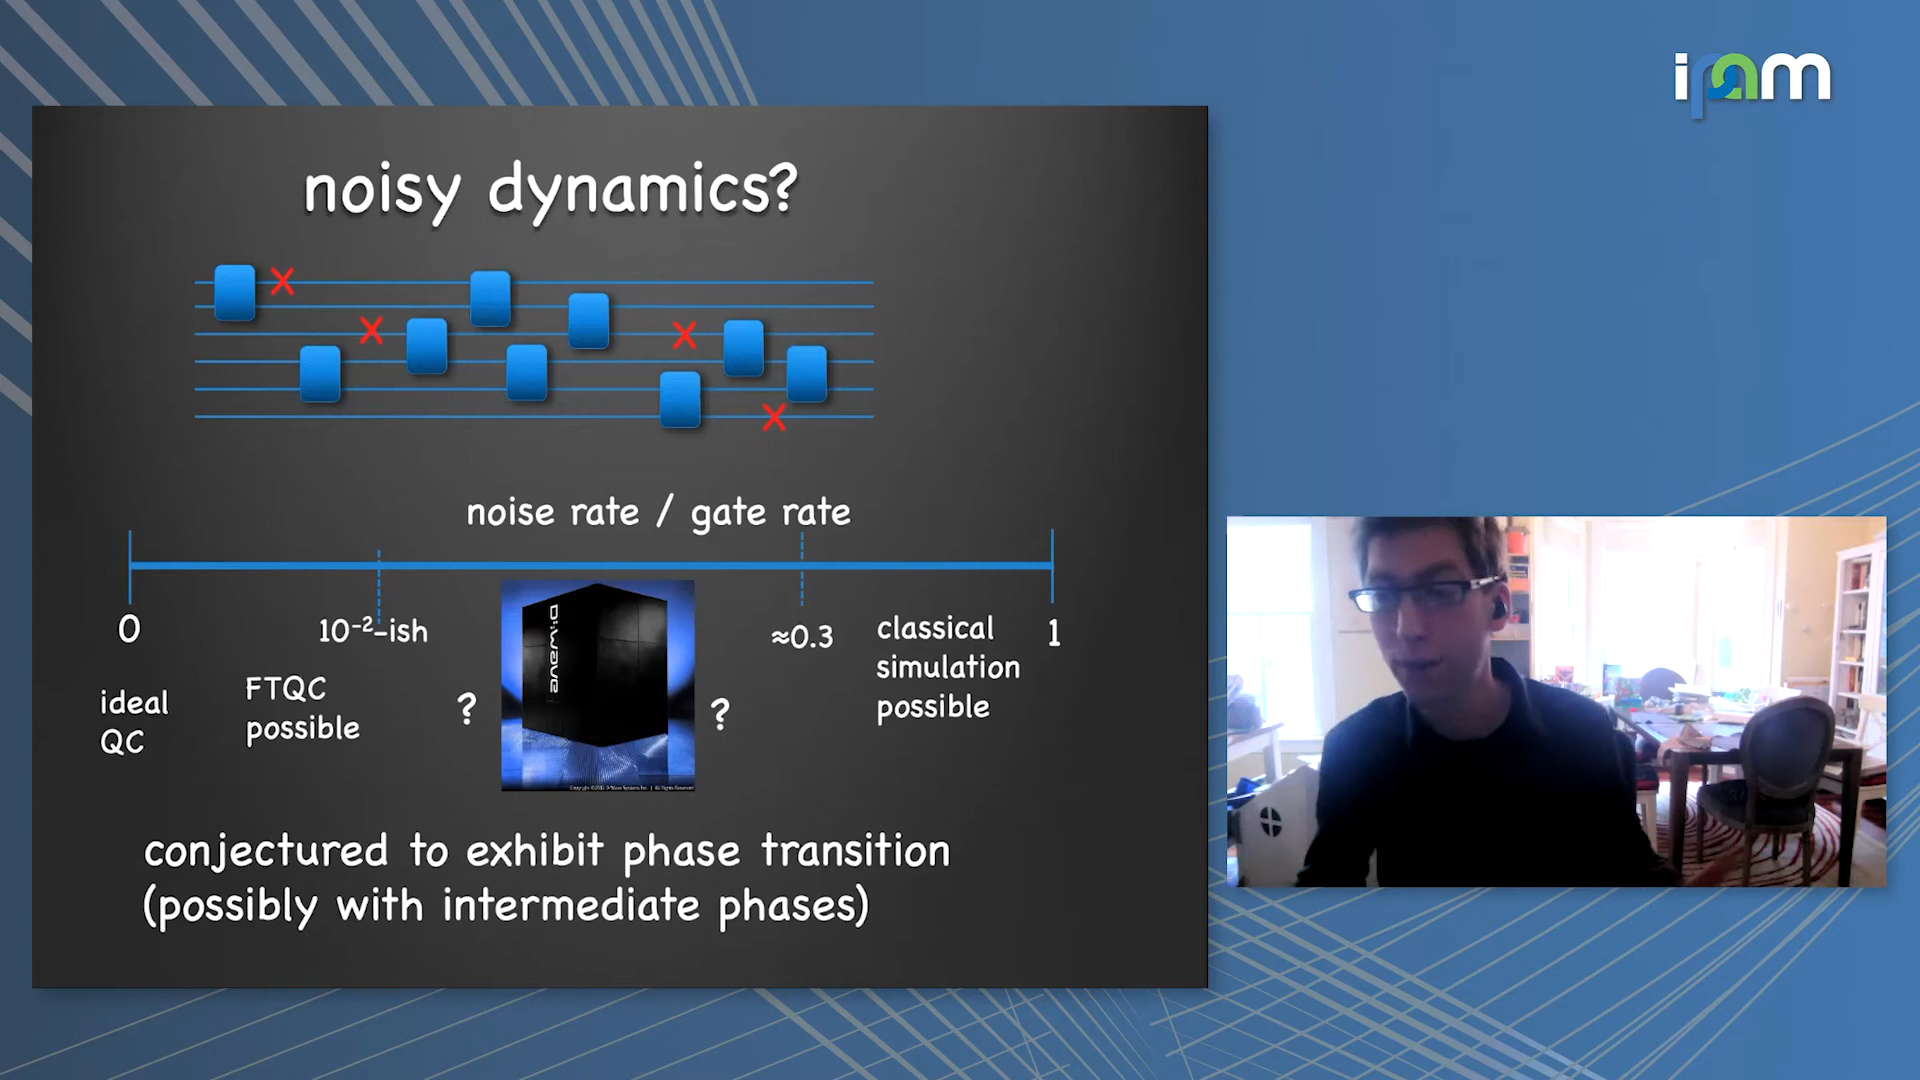 ipam
noisy dynamics?
noise rate / gate rate
0
10⁻²-ish
≈0.3
1
ideal
QC
FTQC
possible
?
D:wave
?
classical
simulation
possible
conjectured to exhibit phase transition
(possibly with intermediate phases)